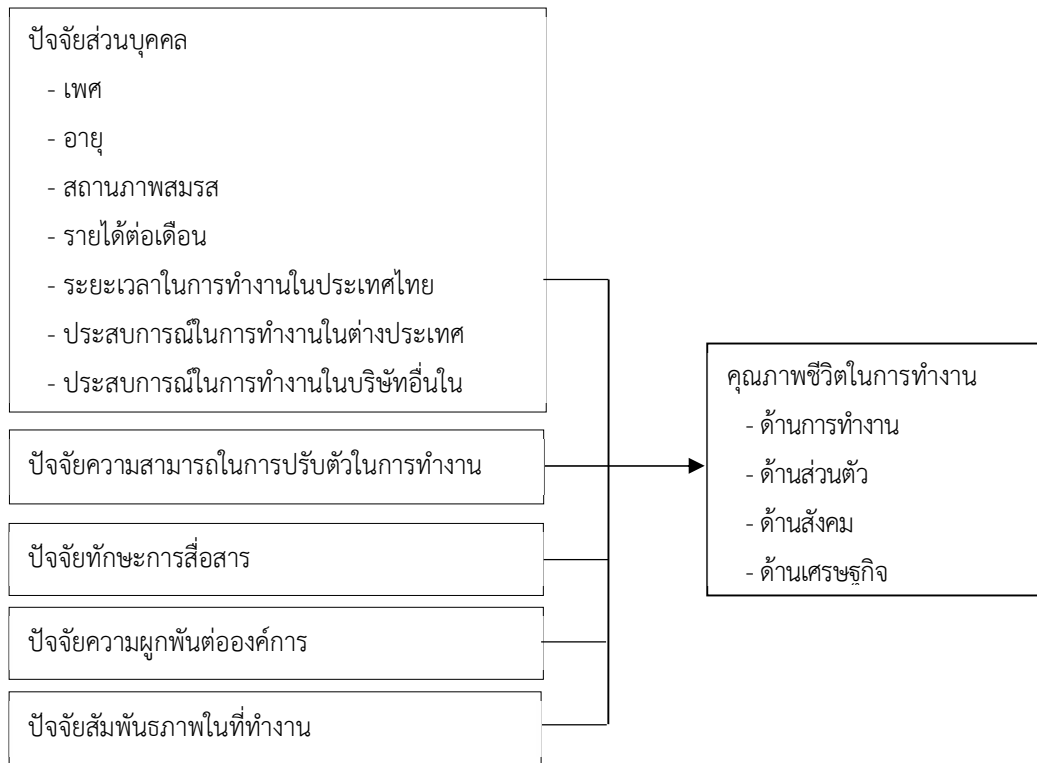 ปัจจัยส่วนบุคคล
- เพศ
- อายุ
- สถานภาพสมรส
- รายได้ต่อเดือน
- ระยะเวลาในการทำงานในประเทศไทย
- ประสบการณ์ในการทำงานในต่างประเทศ
- ประสบการณ์ในการทำงานในบริษัทอื่นใน
ปัจจัยความสามารถในการปรับตัวในการทำงาน
ปัจจัยทักษะการสื่อสาร
ปัจจัยความผูกพันต่อองค์การ
ปัจจัยสัมพันธภาพในที่ทำงาน
คุณภาพชีวิตในการทำงาน
- ด้านการทำงาน
- ด้านส่วนตัว
- ด้านสังคม
- ด้านเศรษฐกิจ